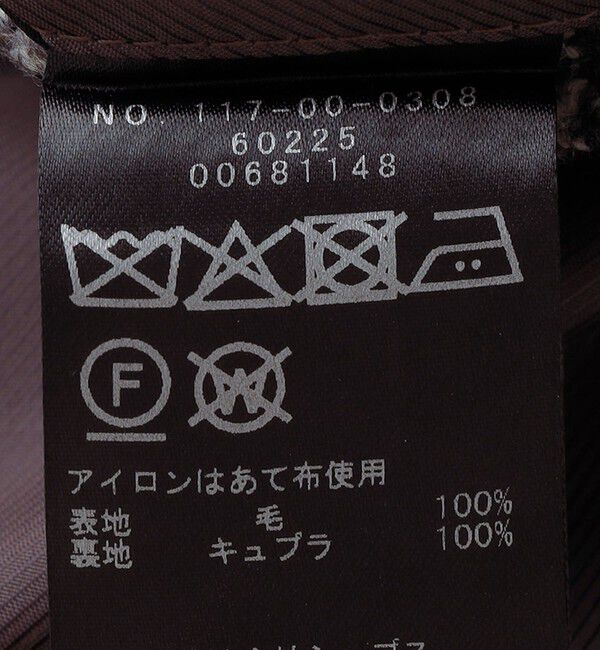 NO. 117-00-0308
60225
00681148
F W
アイロンはあて布使用
表地 毛 100%
裏地 キュプラ 100%